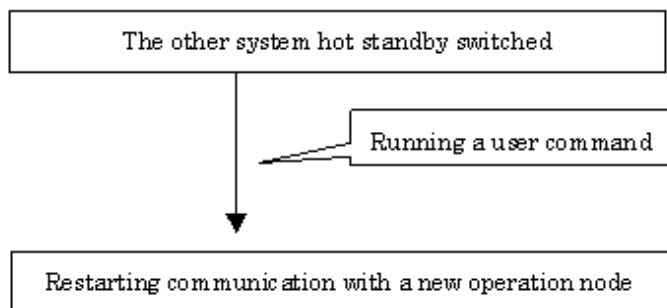 The other system hot standby switched
Running a user command
Restarting communication with a new operation node